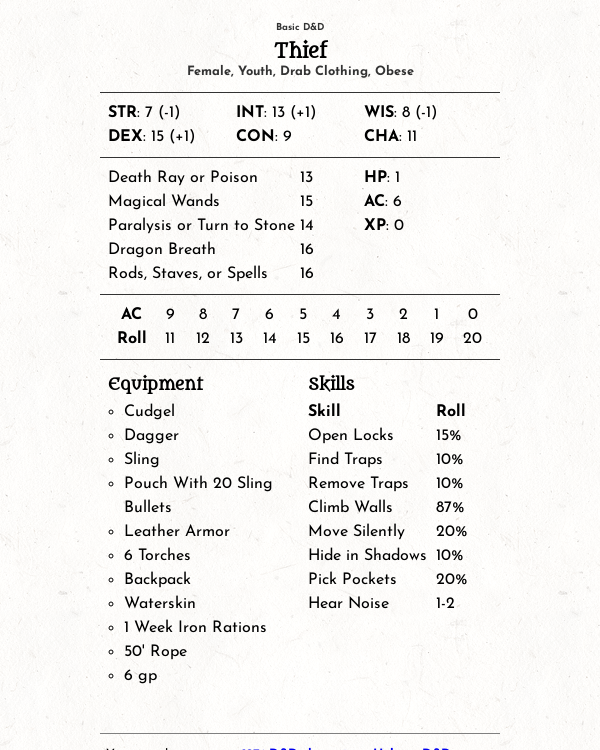 Basic D&D
Thief
Female, Youth, Drab Clothing, Obese
STR: 7 (-1) INT: 13 (+1) WIS: 8 (-1)
DEX: 15 (+1) CON: 9 CHA: 11
Death Ray or Poison 13
Magical Wands 15
Paralysis or Turn to Stone 14
Dragon Breath 16
Rods, Staves, or Spells 16
HP: 1
AC: 6
XP: 0
AC 9 8 7 6 5 4 3 2 1 0
Roll 11 12 13 14 15 16 17 18 19 20
Equipment
◦ Cudgel
◦ Dagger
◦ Sling
◦ Pouch With 20 Sling
Bullets
◦ Leather Armor
◦ 6 Torches
◦ Backpack
◦ Waterskin
◦ 1 Week Iron Rations
◦ 50' Rope
◦ 6 gp
Skills
Skill Roll
Open Locks 15%
Find Traps 10%
Remove Traps 10%
Climb Walls 87%
Move Silently 20%
Hide in Shadows 10%
Pick Pockets 20%
Hear Noise 1-2